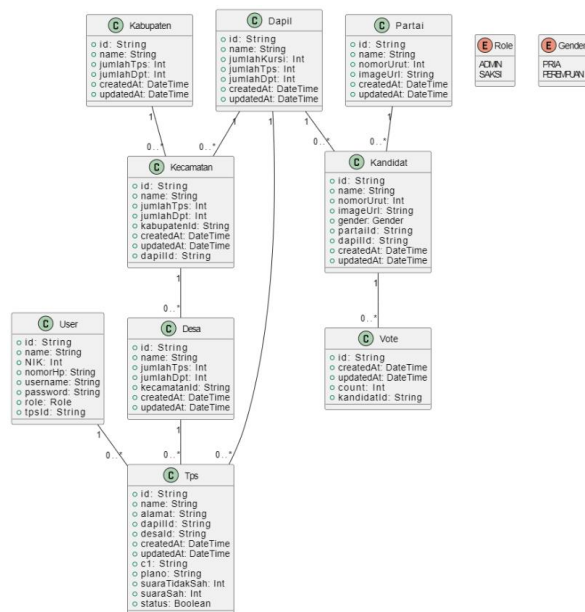 C Kabupaten
id: String
name: String
jumlahTps: Int
jumlahDpt: Int
createdAt: DateTime
updatedAt: DateTime
C Dapil
id: String
name: String
jumlahKursi: Int
jumlahTps: Int
jumlahDpt: Int
createdAt: DateTime
updatedAt: DateTime
C Partai
id: String
name: String
nomorUrut: Int
imageUrl: String
createdAt: DateTime
updatedAt: DateTime
E Role
ADMIN
SAKSI
E Gender
PRIA
PEREMPUAN
1
1
1
1
1
0..*
0..*
0..*
0..*
C Kecamatan
id: String
name: String
jumlahTps: Int
jumlahDpt: Int
kabupatenId: String
createdAt: DateTime
updatedAt: DateTime
dapilId: String
C Kandidat
id: String
name: String
nomorUrut: Int
imageUrl: String
gender: Gender
partaiId: String
dapilId: String
createdAt: DateTime
updatedAt: DateTime
1
1
0..*
0..*
C User
id: String
name: String
NIK: Int
nomorHp: String
username: String
password: String
role: Role
tpsId: String
C Desa
id: String
name: String
jumlahTps: Int
jumlahDpt: Int
kecamatanId: String
createdAt: DateTime
updatedAt: DateTime
C Vote
id: String
createdAt: DateTime
updatedAt: DateTime
count: Int
kandidatId: String
1
1
0..*
0..*
0..*
C Tps
id: String
name: String
alamat: String
dapilId: String
desaId: String
createdAt: DateTime
updatedAt: DateTime
c1: String
plano: String
suaraTidakSah: Int
suaraSah: Int
status: Boolean